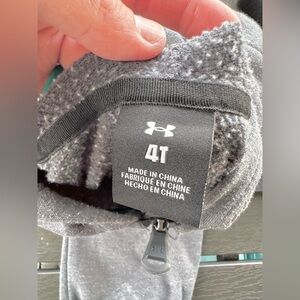 4T
MADE IN CHINA
FABRIQUÉ EN CHINE
HECHO EN CHINA